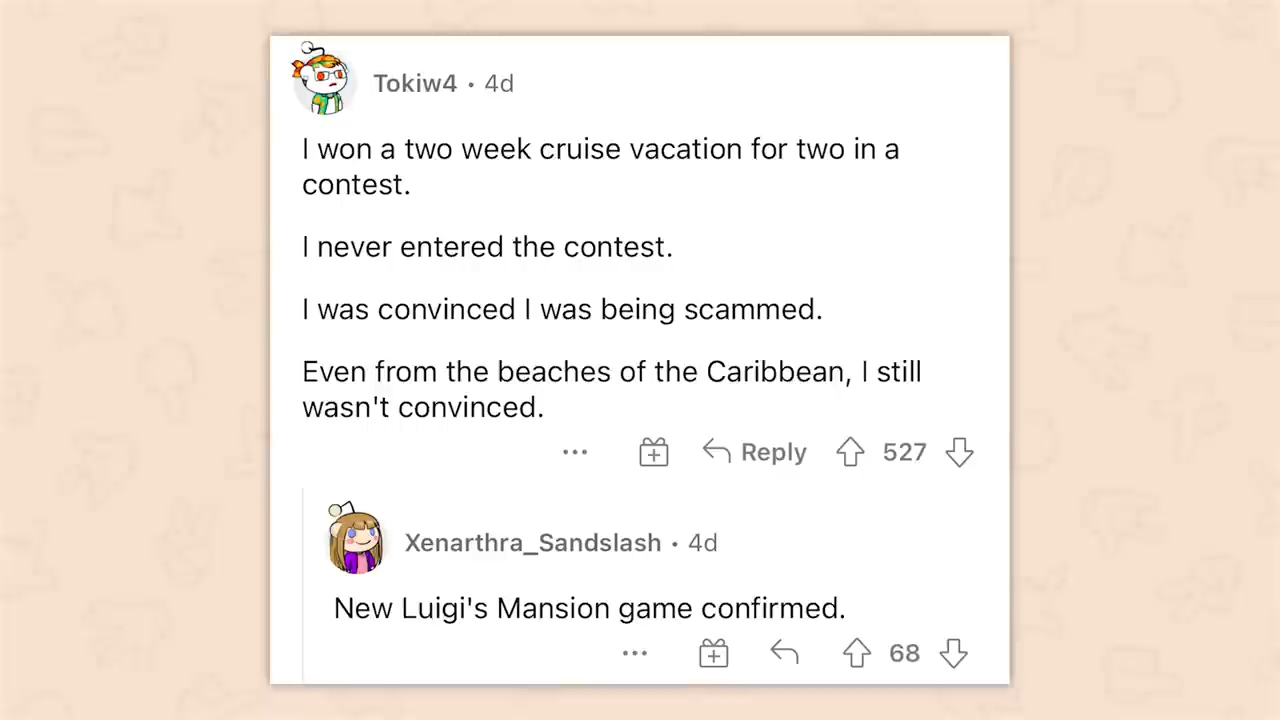 Tokiw4 • 4d
I won a two week cruise vacation for two in a
contest.
I never entered the contest.
I was convinced I was being scammed.
Even from the beaches of the Caribbean, I still
wasn't convinced.
... Reply 527
Xenarthra_Sandslash • 4d
New Luigi's Mansion game confirmed.
... 68